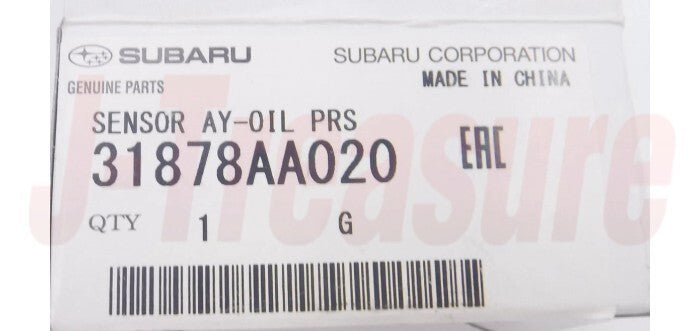 SUBARU
SUBARU CORPORATION
GENUINE PARTS
MADE IN CHINA
SENSOR AY-OIL PRS
31878AA020
EAC
QTY 1 G
J-Treasure